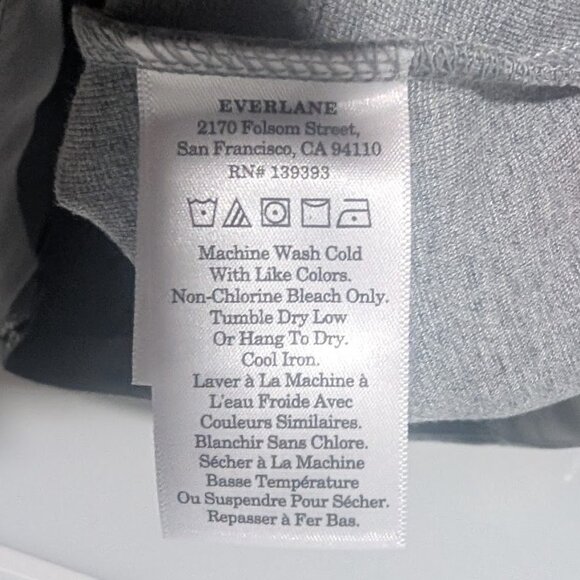 EVERLANE
2170 Folsom Street,
San Francisco, CA 94110
RN# 139393
Machine Wash Cold
With Like Colors.
Non-Chlorine Bleach Only.
Tumble Dry Low
Or Hang To Dry.
Cool Iron.
Laver à La Machine à
L'eau Froide Avec
Couleurs Similaires.
Blanchir Sans Chlore.
Sécher à La Machine
Basse Température
Ou Suspendre Pour Sécher.
Repasser à Fer Bas.